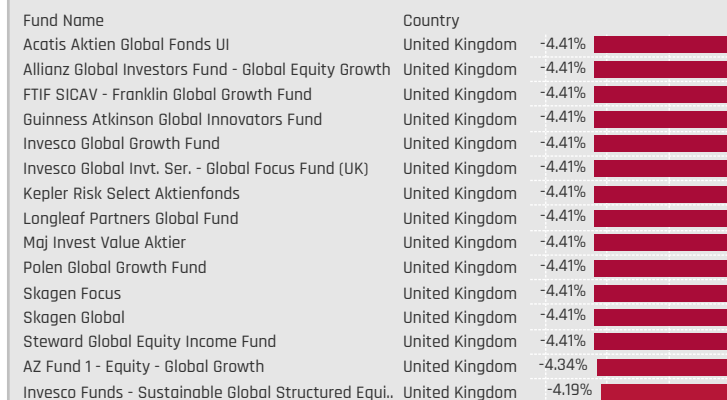 Fund Name Country
Acatis Aktien Global Fonds UI United Kingdom -4.41%
Allianz Global Investors Fund - Global Equity Growth United Kingdom -4.41%
FTIF SICAV - Franklin Global Growth Fund United Kingdom -4.41%
Guinness Atkinson Global Innovators Fund United Kingdom -4.41%
Invesco Global Growth Fund United Kingdom -4.41%
Invesco Global Invt. Ser. - Global Focus Fund (UK) United Kingdom -4.41%
Kepler Risk Select Aktienfonds United Kingdom -4.41%
Longleaf Partners Global Fund United Kingdom -4.41%
Maj Invest Value Aktier United Kingdom -4.41%
Polen Global Growth Fund United Kingdom -4.41%
Skagen Focus United Kingdom -4.41%
Skagen Global United Kingdom -4.41%
Steward Global Equity Income Fund United Kingdom -4.41%
AZ Fund 1 - Equity - Global Growth United Kingdom -4.34%
Invesco Funds - Sustainable Global Structured Equi.. United Kingdom -4.19%